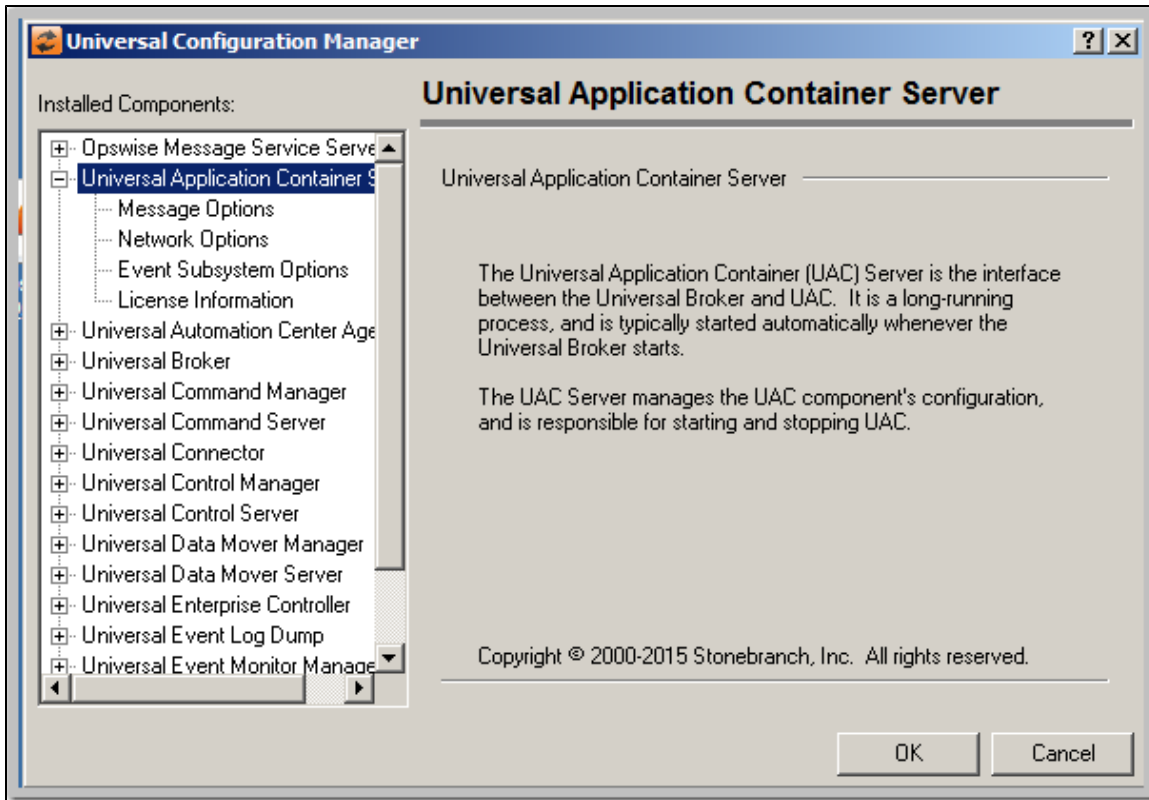 Universal Configuration Manager
Installed Components:
Opswise Message Service Serve
Universal Application Container S
Message Options
Network Options
Event Subsystem Options
License Information
Universal Automation Center Age
Universal Broker
Universal Command Manager
Universal Command Server
Universal Connector
Universal Control Manager
Universal Control Server
Universal Data Mover Manager
Universal Data Mover Server
Universal Enterprise Controller
Universal Event Log Dump
Universal Event Monitor Manage
Universal Application Container Server
Universal Application Container Server
The Universal Application Container (UAC) Server is the interface
between the Universal Broker and UAC. It is a long-running
process, and is typically started automatically whenever the
Universal Broker starts.
The UAC Server manages the UAC component's configuration,
and is responsible for starting and stopping UAC.
Copyright © 2000-2015 Stonebranch, Inc. All rights reserved.
OK
Cancel